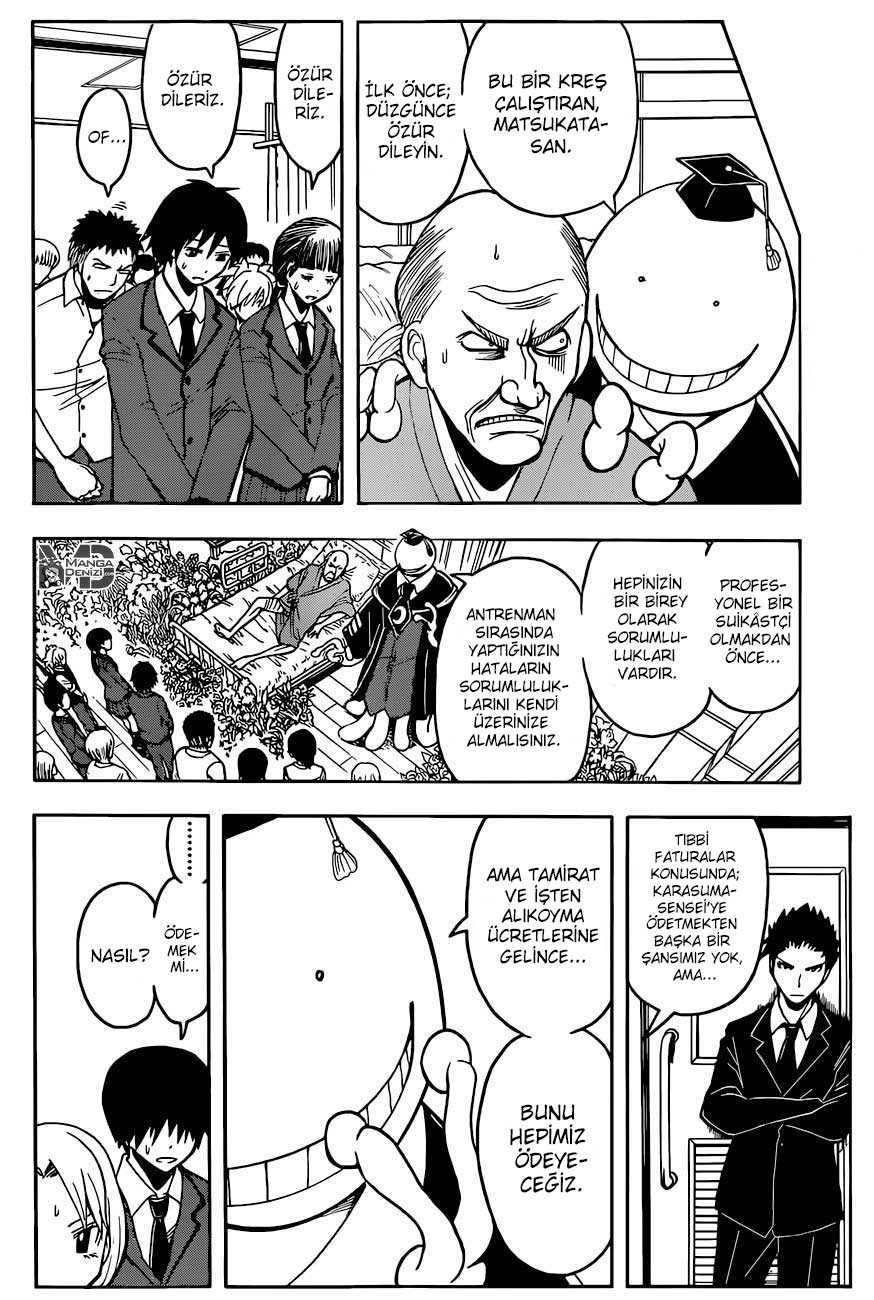 BU BİR KREŞ
ÇALIŞTIRAN,
MATSUKATA-
SAN.
İLK ÖNCE;
DÜZGÜNCE
ÖZÜR
DİLEYİN.
ÖZÜR
DİLE-
RİZ.
ÖZÜR
DİLERİZ.
OF...
PROFES-
YONEL BİR
SUİKÂSTÇİ
OLMAKDAN
ÖNCE...
HEPİNİZİN
BİR BİREY
OLARAK
SORUMLU-
LUKLARI
VARDIR.
ANTRENMAN
SIRASINDA
YAPTIĞINIZIN
HATALARIN
SORUMLULUK-
LARINI KENDİ
ÜZERİNİZE
ALMALISINIZ.
MANGA
DENİZİ
TIBBİ
FATURALAR
KONUSUNDA;
KARASUMA-
SENSEİ'YE
ÖDETMEKTEN
BAŞKA BİR
ŞANSIMIZ YOK,
AMA...
AMA TAMİRAT
VE İŞTEN
ALIKOYMA
ÜCRETLERİNE
GELİNCE...
BUNU
HEPİMİZ
ÖDEYE-
CEĞİZ.
........
ÖDE-
MEK
Mİ...
NASIL?